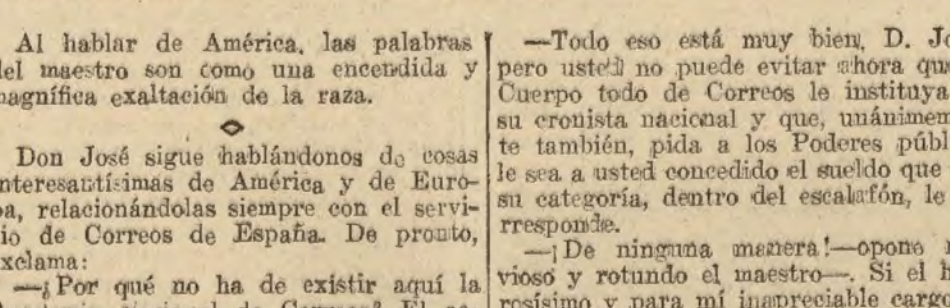 Al hablar de América, las palabras
del maestro son como una encendida y
magnífica exaltación de la raza.
Don José sigue hablándonos de cosas
interesantísimas de América y de Euro-
pa, relacionándolas siempre con el servi-
cio de Correos de España. De pronto,
exclama:
—¿Por qué no ha de existir aquí la
—Todo eso está muy bien, D. Jo
pero usted no puede evitar ahora que
Cuerpo todo de Correos le instituya
su cronista nacional y que, unánimem
te también, pida a los Poderes públ
le sea a usted concedido el sueldo que
su categoría, dentro del escalafón, le
rresponde.
—¡De ninguna manera!—opone n
vioso y rotundo el maestro—. Si el h
rosísimo y para mí inapreciable carg